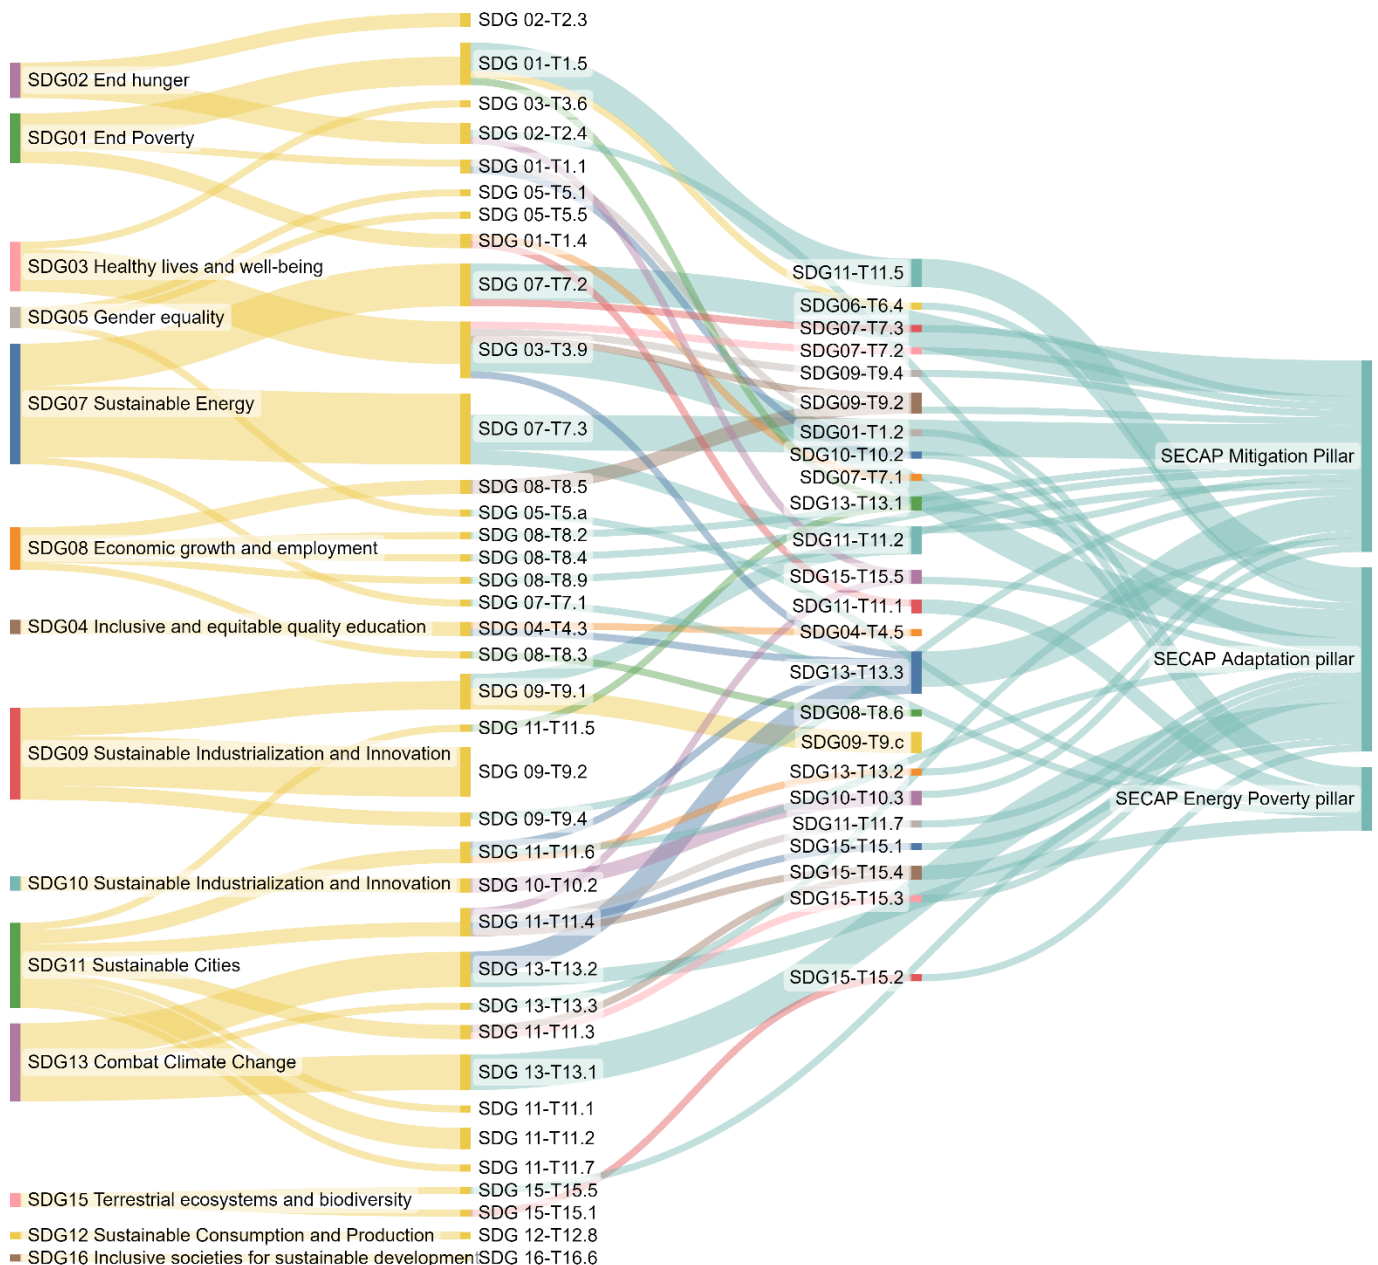 SDG02 End hunger
SDG01 End Poverty
SDG03 Healthy lives and well-being
SDG05 Gender equality
SDG07 Sustainable Energy
SDG08 Economic growth and employment
SDG04 Inclusive and equitable quality education
SDG09 Sustainable Industrialization and Innovation
SDG10 Sustainable Industrialization and Innovation
SDG11 Sustainable Cities
SDG13 Combat Climate Change
SDG15 Terrestrial ecosystems and biodiversity
SDG12 Sustainable Consumption and Production
SDG16 Inclusive societies for sustainable development
SDG 02-T2.3
SDG 01-T1.5
SDG 03-T3.6
SDG 02-T2.4
SDG 01-T1.1
SDG 05-T5.1
SDG 05-T5.5
SDG 01-T1.4
SDG 07-T7.2
SDG 03-T3.9
SDG 07-T7.3
SDG 08-T8.5
SDG 05-T5.a
SDG 08-T8.2
SDG 08-T8.4
SDG 08-T8.9
SDG 07-T7.1
SDG 04-T4.3
SDG 08-T8.3
SDG 09-T9.1
SDG 11-T11.5
SDG 09-T9.2
SDG 09-T9.4
SDG 11-T11.6
SDG 10-T10.2
SDG 11-T11.4
SDG 13-T13.2
SDG 13-T13.3
SDG 11-T11.3
SDG 13-T13.1
SDG 11-T11.1
SDG 11-T11.2
SDG 11-T11.7
SDG 15-T15.5
SDG 15-T15.1
SDG 12-T12.8
SDG 16-T16.6
SDG11-T11.5
SDG06-T6.4
SDG07-T7.3
SDG07-T7.2
SDG09-T9.4
SDG09-T9.2
SDG01-T1.2
SDG10-T10.2
SDG07-T7.1
SDG13-T13.1
SDG11-T11.2
SDG15-T15.5
SDG11-T11.1
SDG04-T4.5
SDG13-T13.3
SDG08-T8.6
SDG09-T9.c
SDG13-T13.2
SDG10-T10.3
SDG11-T11.7
SDG15-T15.1
SDG15-T15.4
SDG15-T15.3
SDG15-T15.2
SECAP Mitigation Pillar
SECAP Adaptation pillar
SECAP Energy Poverty pillar